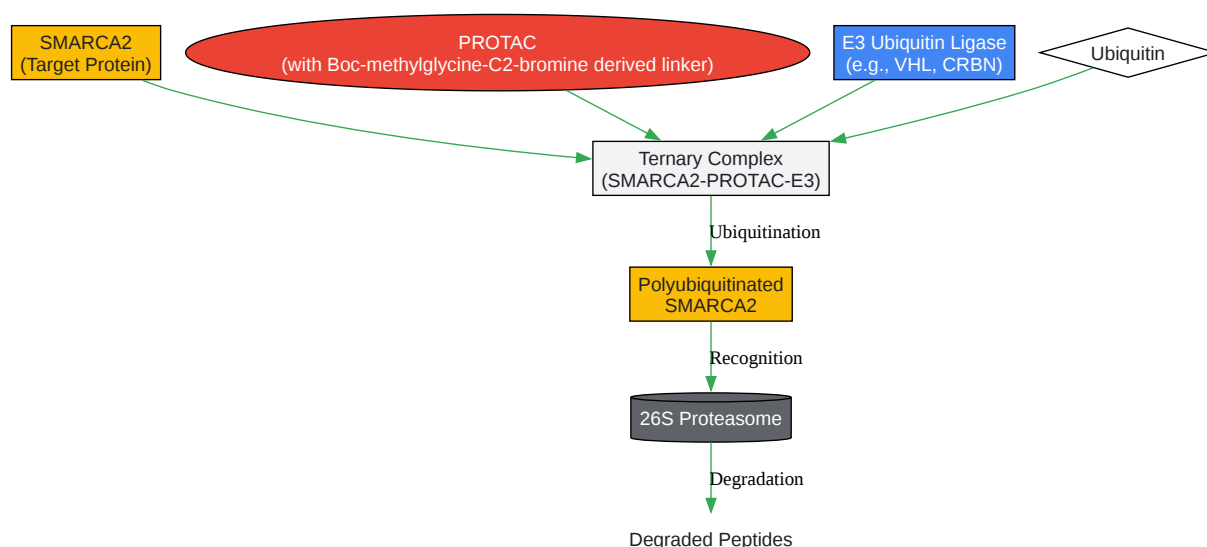 SMARCA2
(Target Protein)
PROTAC
(with Boc-methylglycine-C2-bromine derived linker)
E3 Ubiquitin Ligase
(e.g., VHL, CRBN)
Ubiquitin
Ternary Complex
(SMARCA2-PROTAC-E3)
Ubiquitination
Polyubiquitinated
SMARCA2
Recognition
26S Proteasome
Degradation
Degraded Peptides